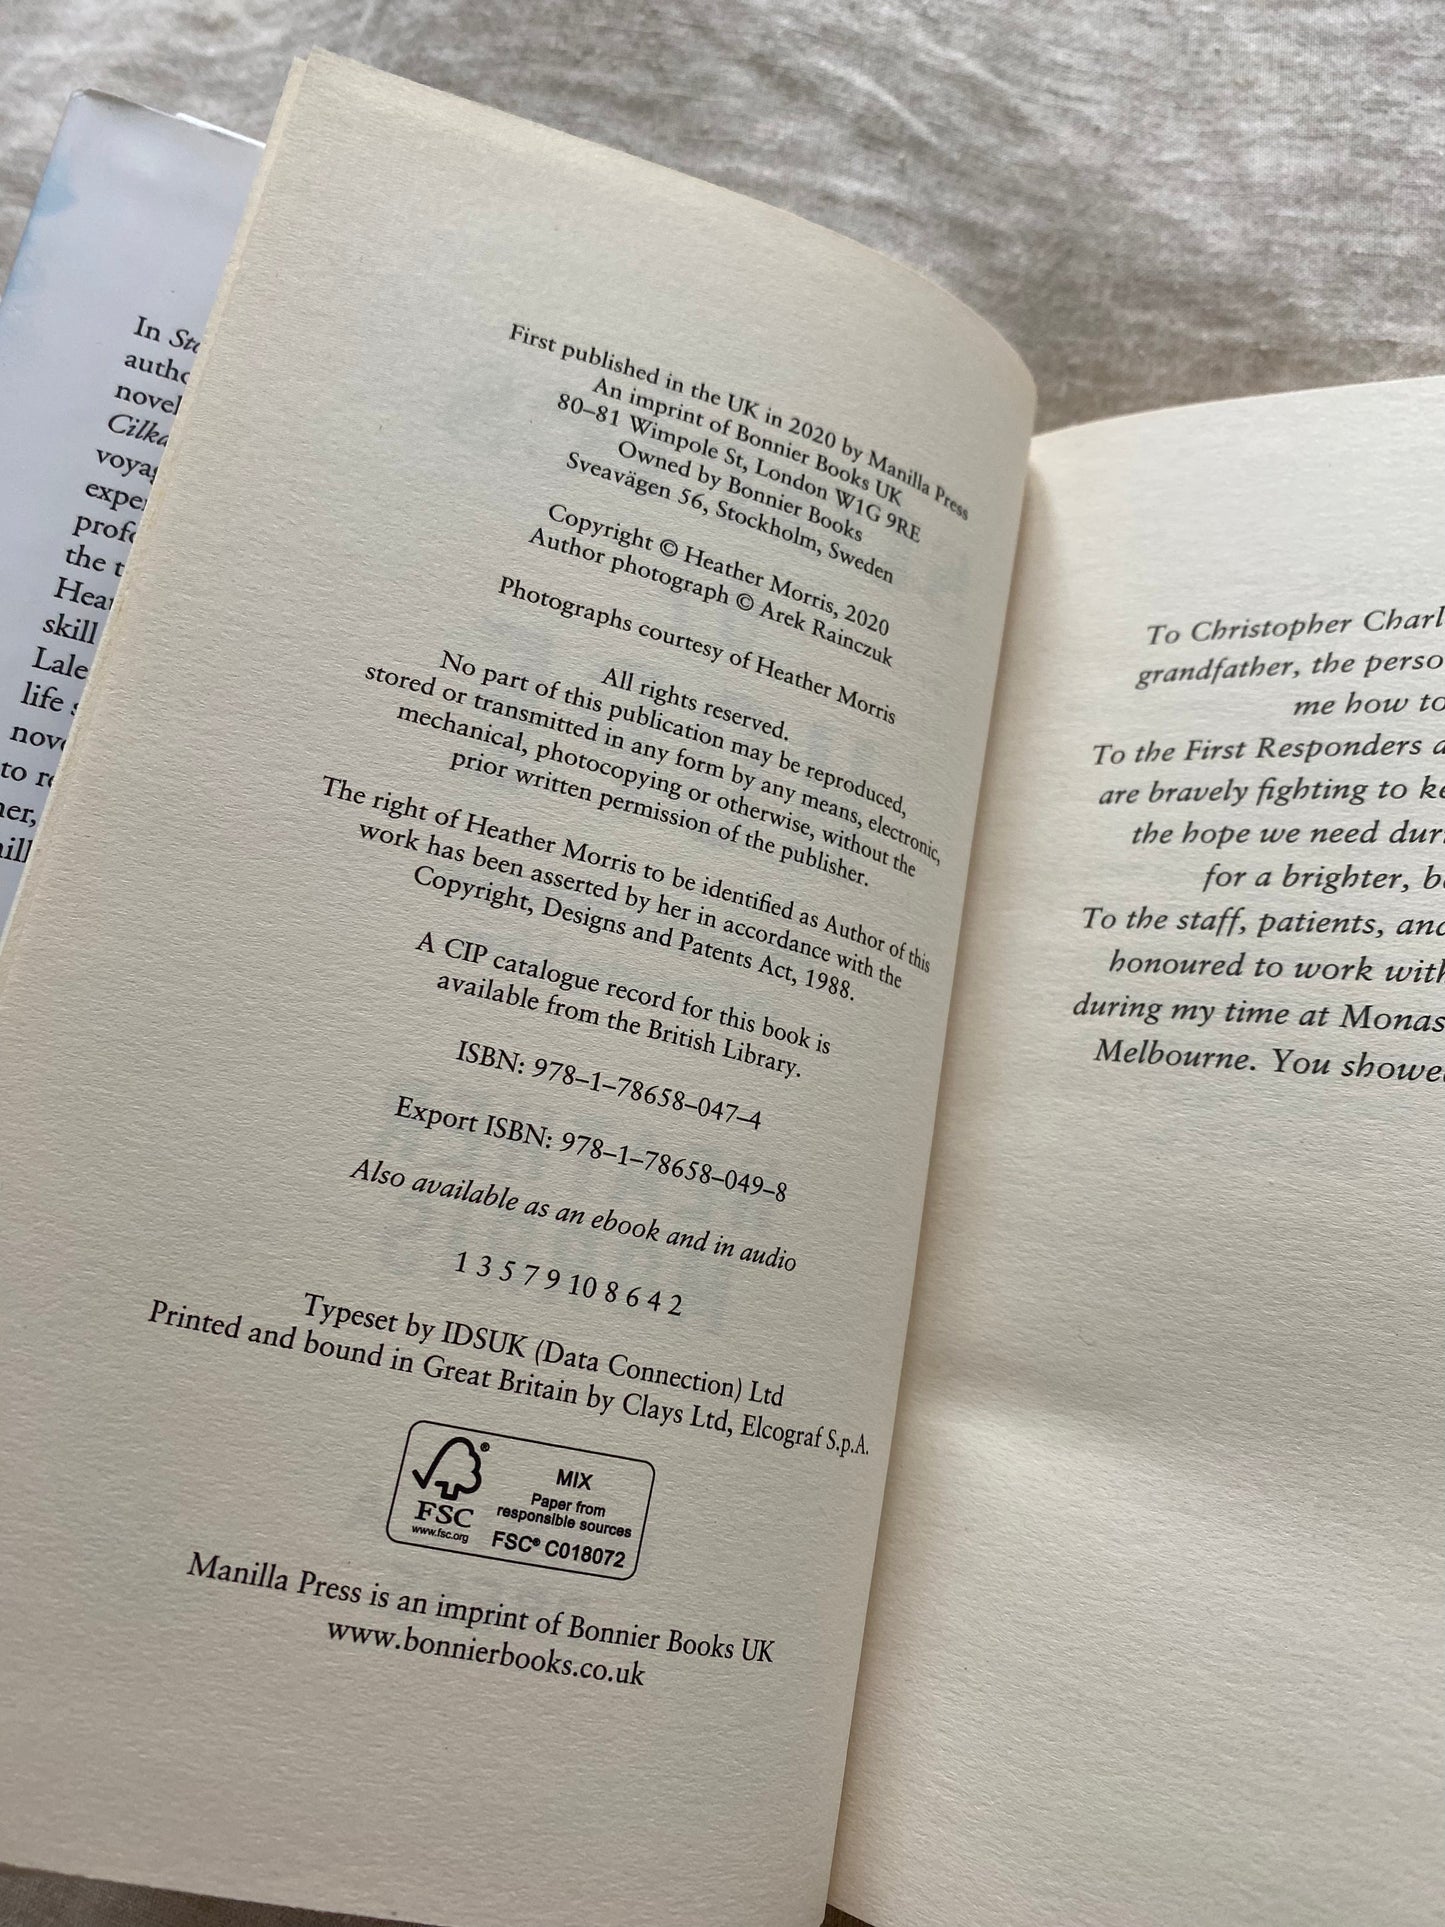 In
autho
novel
Cilka
voyag
exper
profe
the t
Heat
skill
Lale
life s
nove
to re
her,
First published in the UK in 2020 by Manilla Press
An imprint of Bonnier Books UK
80–81 Wimpole St, London W1G 9RE
Owned by Bonnier Books
Sveavägen 56, Stockholm, Sweden
Copyright © Heather Morris, 2020
Author photograph © Arek Rainczuk
Photographs courtesy of Heather Morris
All rights reserved.
No part of this publication may be reproduced,
stored or transmitted in any form by any means, electronic,
mechanical, photocopying or otherwise, without the
prior written permission of the publisher.
The right of Heather Morris to be identified as Author of this
work has been asserted by her in accordance with the
Copyright, Designs and Patents Act, 1988.
A CIP catalogue record for this book is
available from the British Library.
ISBN: 978–1–78658–047–4
Export ISBN: 978–1–78658–049–8
Also available as an ebook and in audio
1 3 5 7 9 10 8 6 4 2
Typeset by IDSUK (Data Connection) Ltd
Printed and bound in Great Britain by Clays Ltd, Elcograf S.p.A.
FSC
www.fsc.org
MIX
Paper from
responsible sources
FSC® C018072
Manilla Press is an imprint of Bonnier Books UK
www.bonnierbooks.co.uk
To Christopher Charl
grandfather, the perso
me how to
To the First Responders a
are bravely fighting to ke
the hope we need dur
for a brighter, b
To the staff, patients, and
honoured to work with
during my time at Monas
Melbourne. You showed